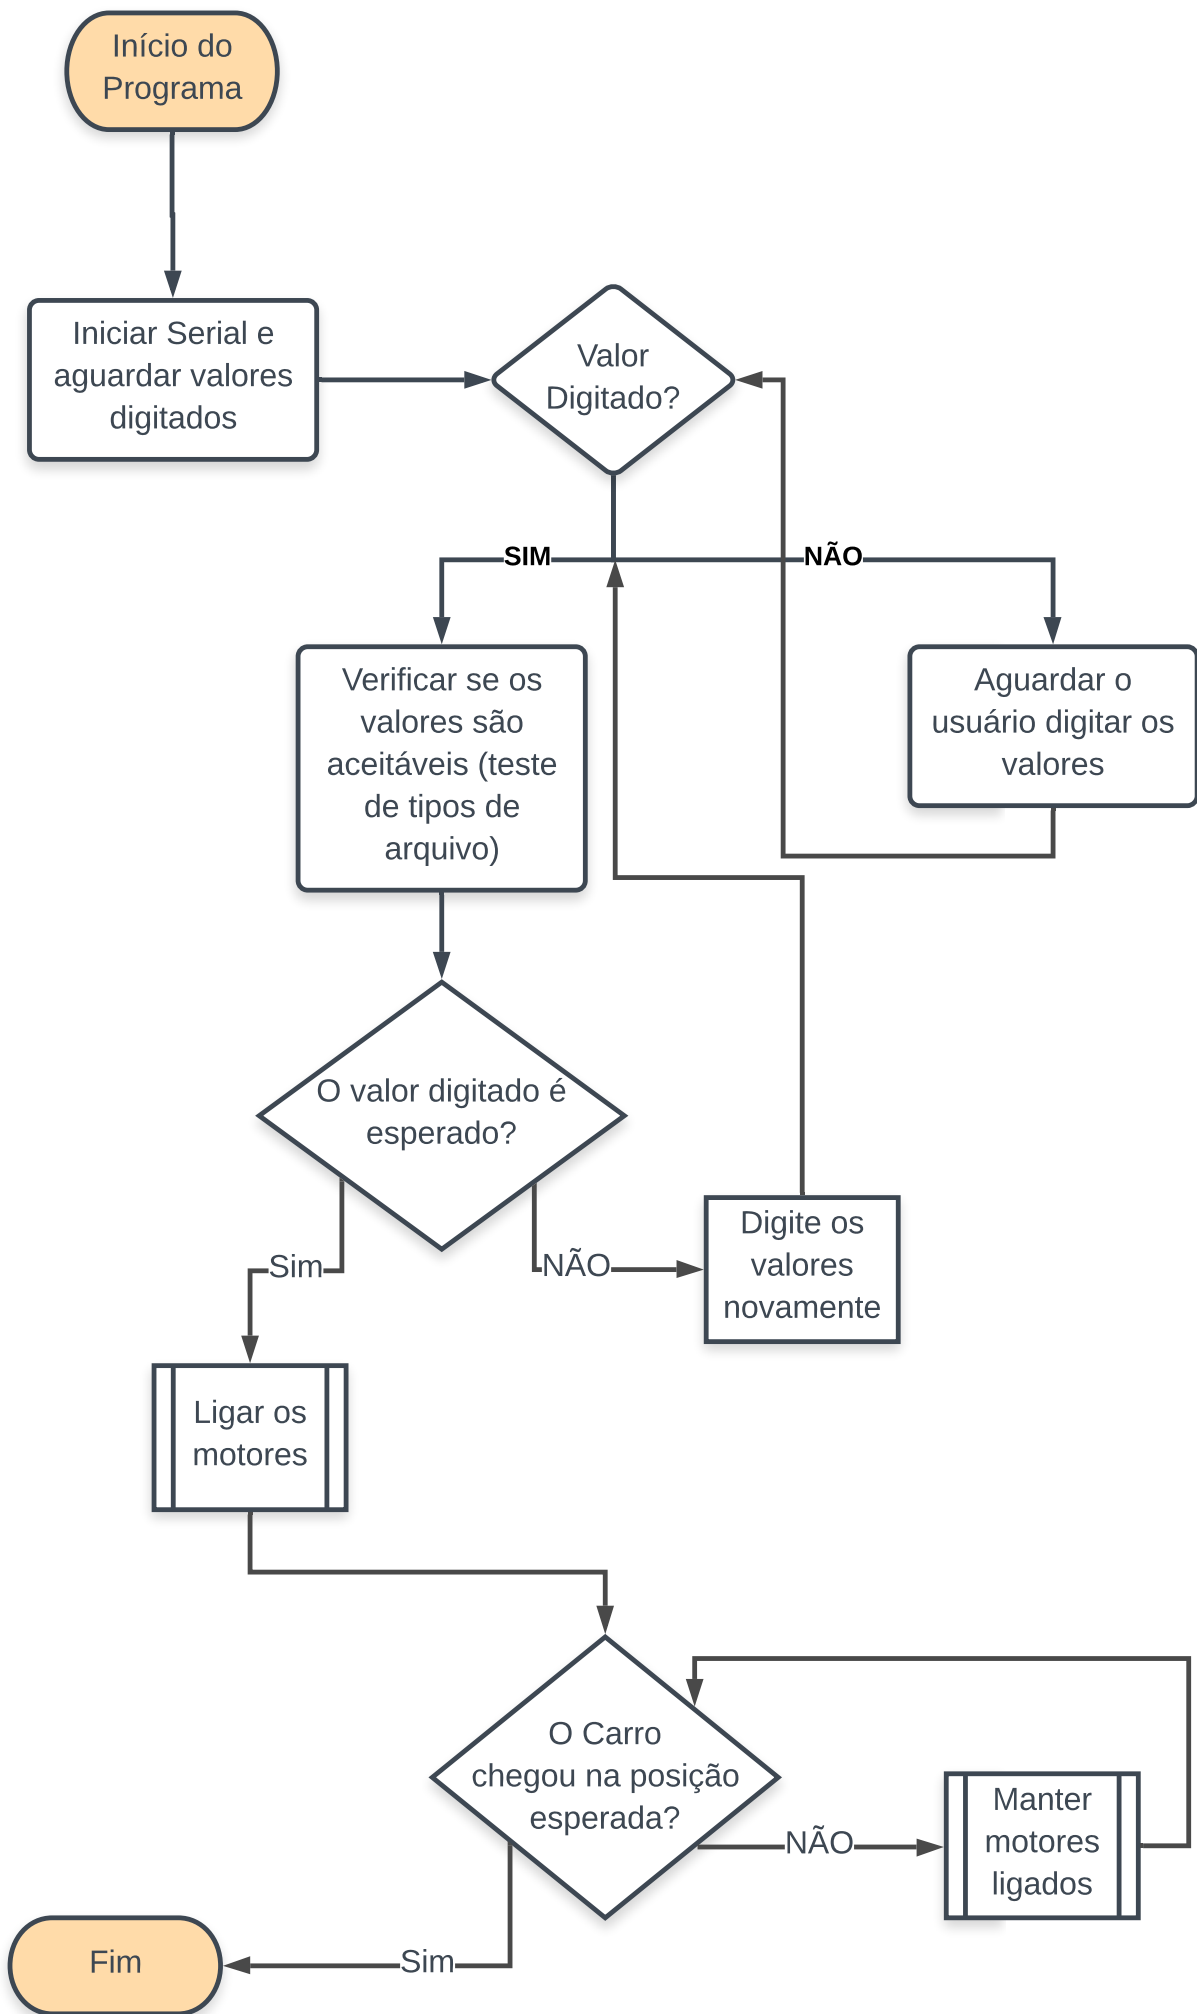 Início do
Programa
Iniciar Serial e
aguardar valores
digitados
Valor
Digitado?
SIM
NÃO
Verificar se os
valores são
aceitáveis (teste
de tipos de
arquivo)
Aguardar o
usuário digitar os
valores
O valor digitado é
esperado?
Sim
NÃO
Digite os
valores
novamente
Ligar os
motores
O Carro
chegou na posição
esperada?
NÃO
Manter
motores
ligados
Sim
Fim